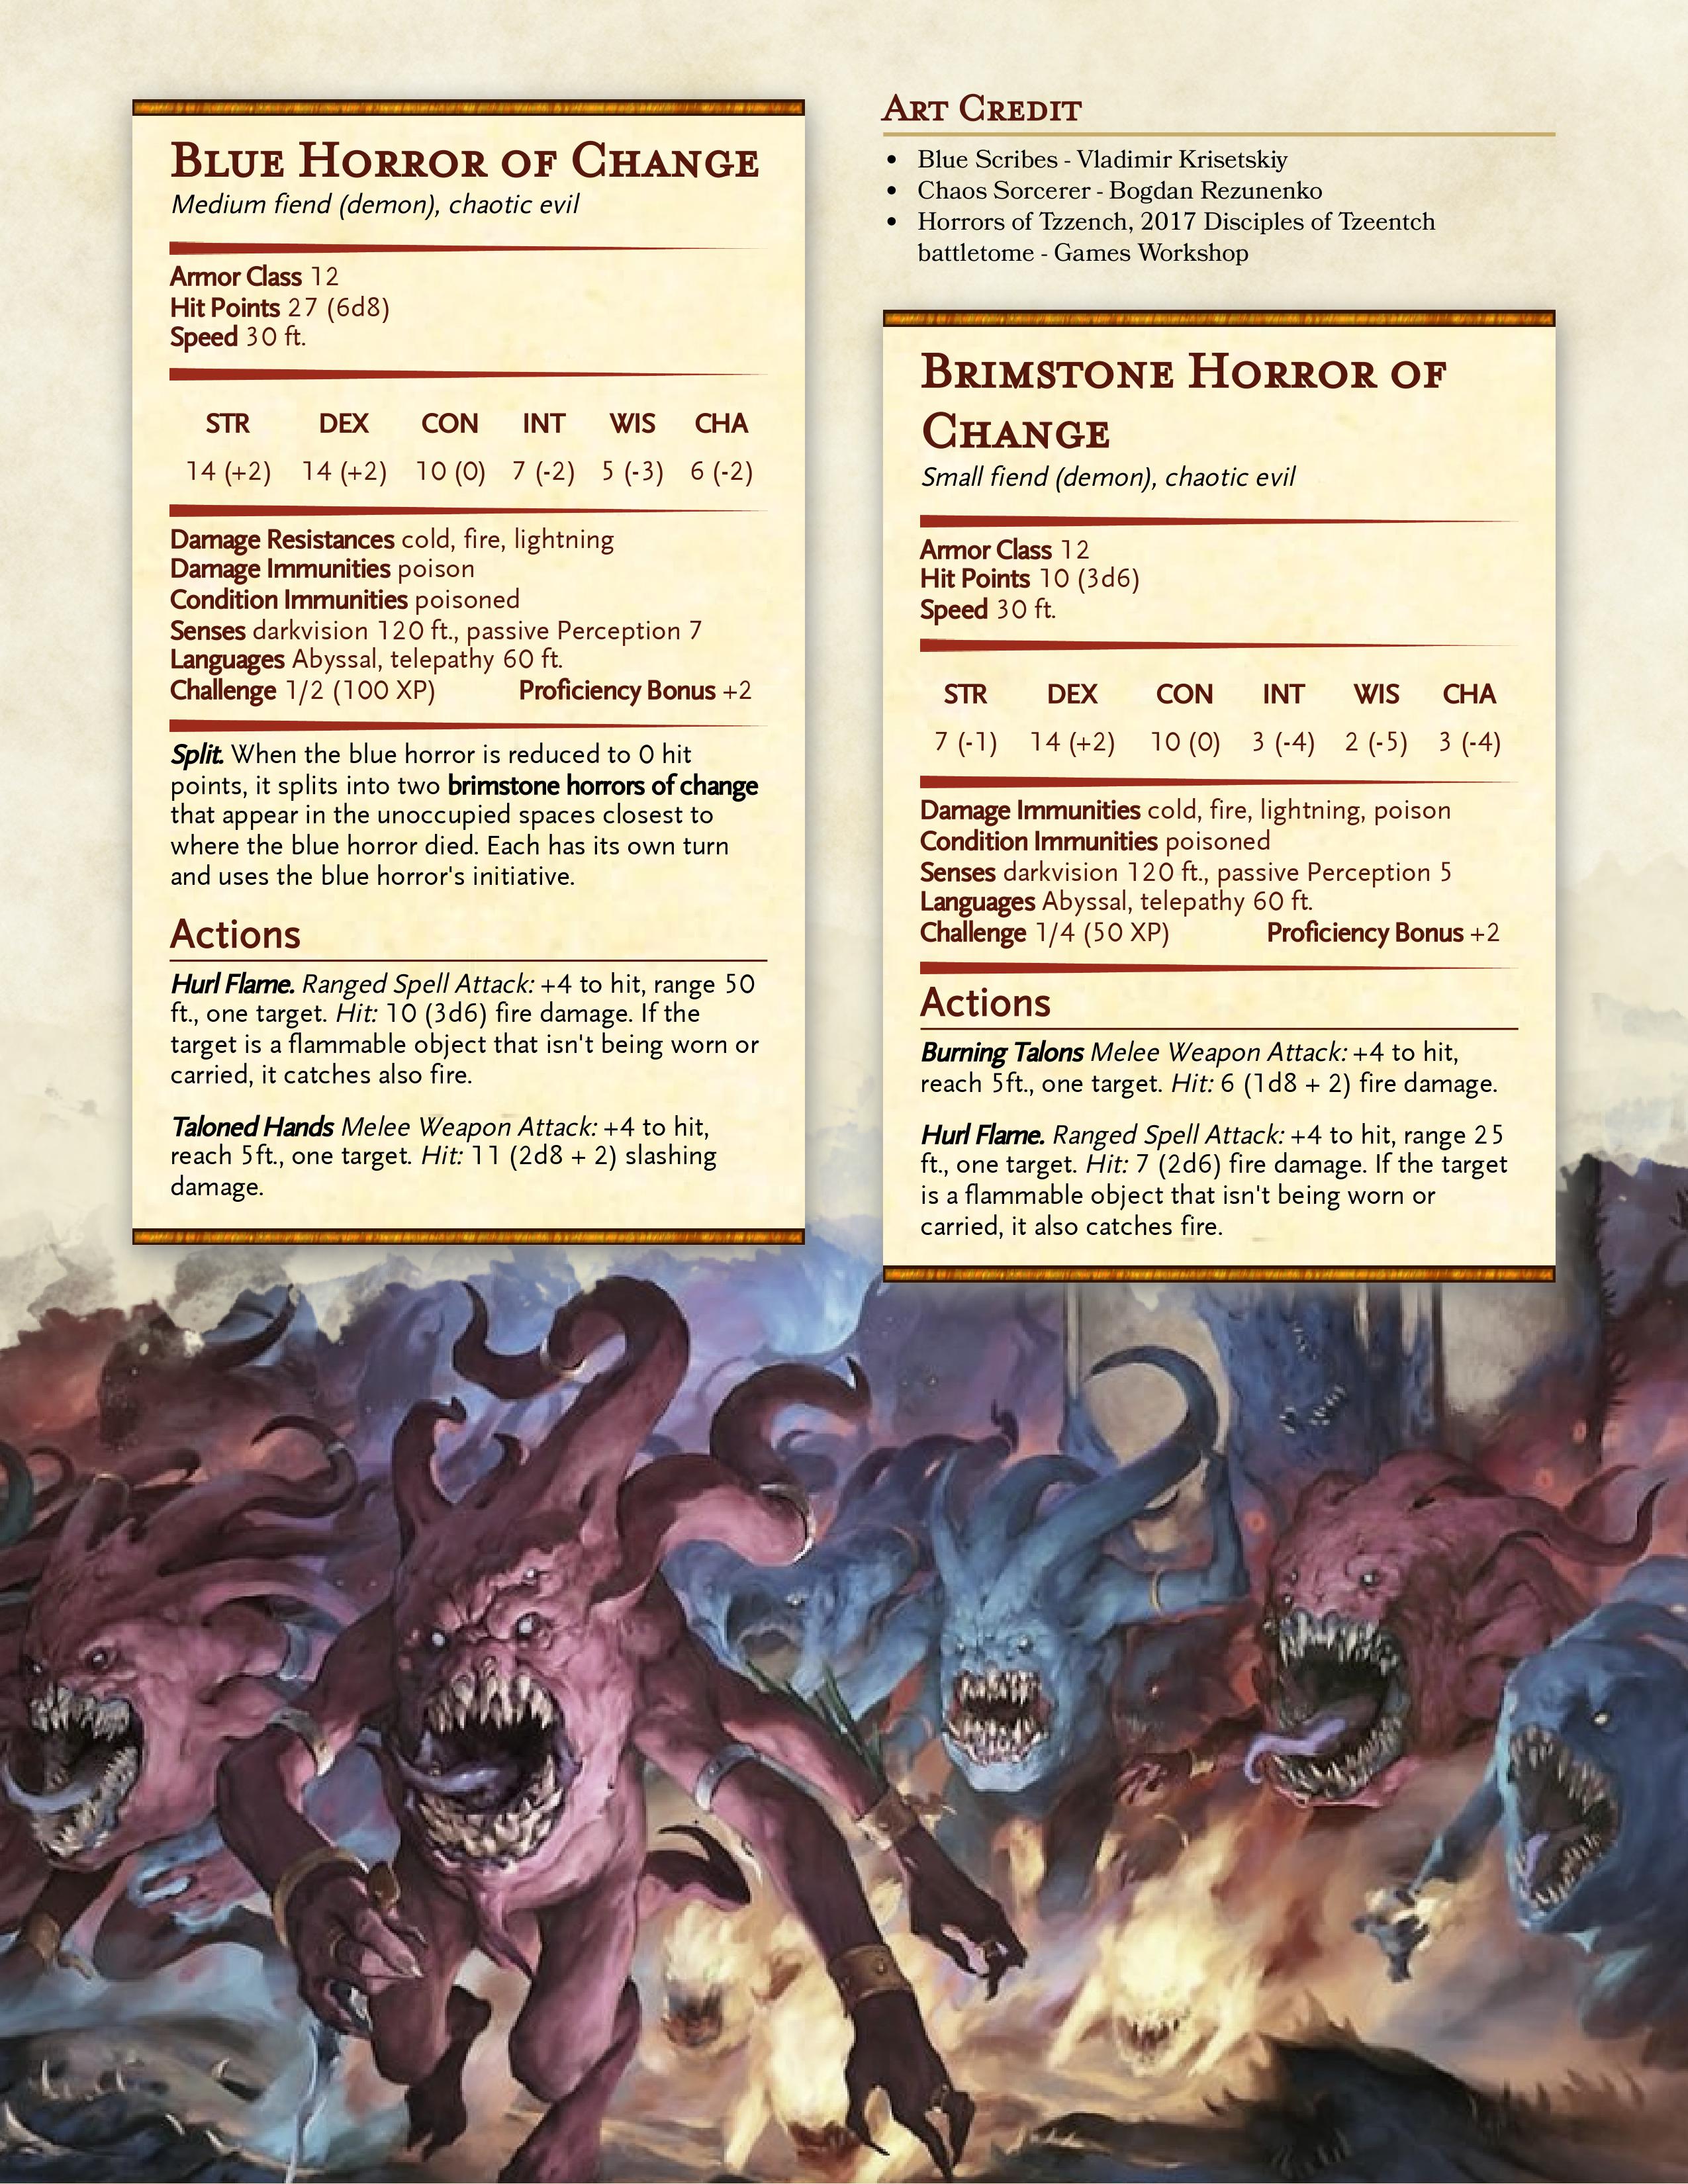 Blue Horror of Change
Medium fiend (demon), chaotic evil
Armor Class 12
Hit Points 27 (6d8)
Speed 30 ft.
STR DEX CON INT WIS CHA
14 (+2) 14 (+2) 10 (0) 7 (-2) 5 (-3) 6 (-2)
Damage Resistances cold, fire, lightning
Damage Immunities poison
Condition Immunities poisoned
Senses darkvision 120 ft., passive Perception 7
Languages Abyssal, telepathy 60 ft.
Challenge 1/2 (100 XP) Proficiency Bonus +2
Split. When the blue horror is reduced to 0 hit
points, it splits into two brimstone horrors of change
that appear in the unoccupied spaces closest to
where the blue horror died. Each has its own turn
and uses the blue horror's initiative.
Actions
Hurl Flame. Ranged Spell Attack: +4 to hit, range 50
ft., one target. Hit: 10 (3d6) fire damage. If the
target is a flammable object that isn't being worn or
carried, it catches also fire.
Taloned Hands Melee Weapon Attack: +4 to hit,
reach 5ft., one target. Hit: 11 (2d8 + 2) slashing
damage.
Art Credit
• Blue Scribes - Vladimir Krisetskiy
• Chaos Sorcerer - Bogdan Rezunenko
• Horrors of Tzzench, 2017 Disciples of Tzeentch
battletome - Games Workshop
Brimstone Horror of
Change
Small fiend (demon), chaotic evil
Armor Class 12
Hit Points 10 (3d6)
Speed 30 ft.
STR DEX CON INT WIS CHA
7 (-1) 14 (+2) 10 (0) 3 (-4) 2 (-5) 3 (-4)
Damage Immunities cold, fire, lightning, poison
Condition Immunities poisoned
Senses darkvision 120 ft., passive Perception 5
Languages Abyssal, telepathy 60 ft.
Challenge 1/4 (50 XP) Proficiency Bonus +2
Actions
Burning Talons Melee Weapon Attack: +4 to hit,
reach 5ft., one target. Hit: 6 (1d8 + 2) fire damage.
Hurl Flame. Ranged Spell Attack: +4 to hit, range 25
ft., one target. Hit: 7 (2d6) fire damage. If the target
is a flammable object that isn't being worn or
carried, it also catches fire.